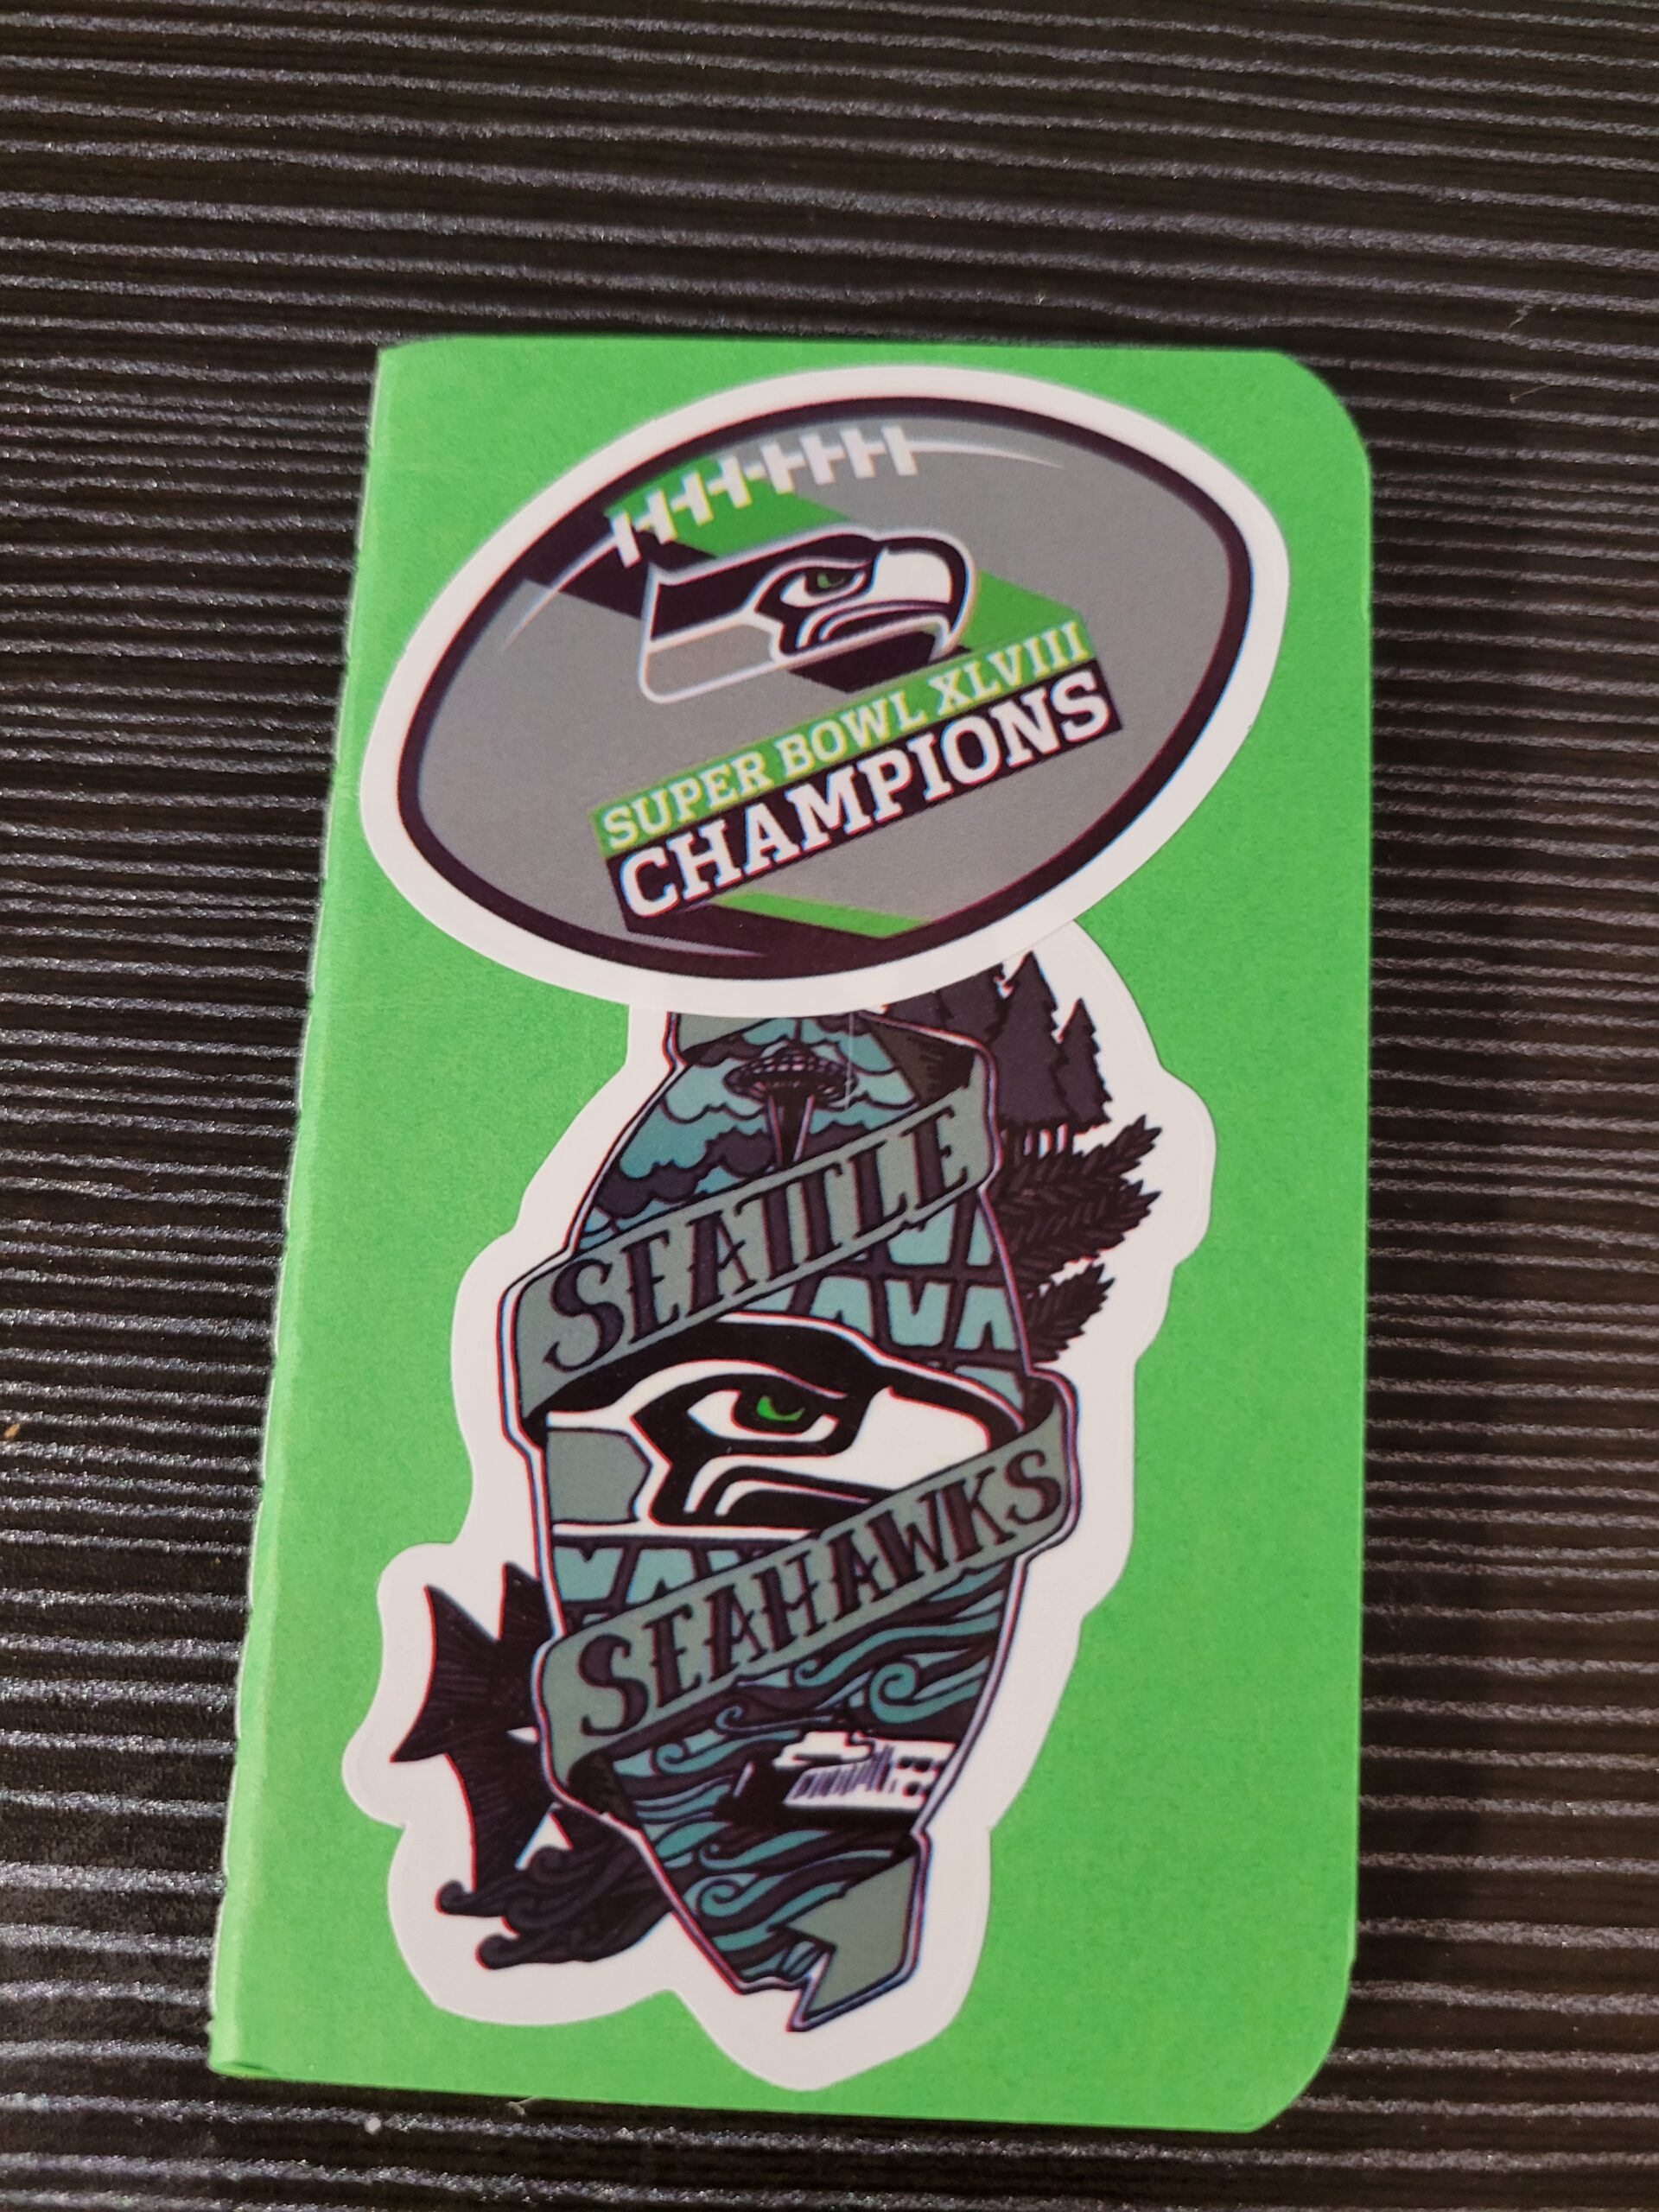 SUPER BOWL XLVIII
CHAMPIONS
SEATTLE
SEAHAWKS